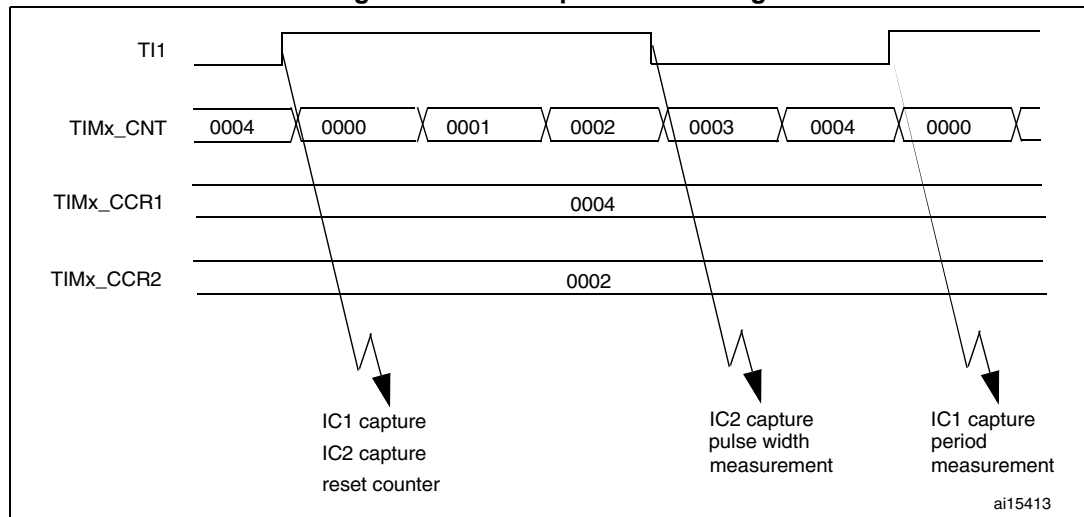 TI1
TIMx_CNT 0004 0000 0001 0002 0003 0004 0000
TIMx_CCR1 0004
TIMx_CCR2 0002
IC1 capture
IC2 capture
reset counter
IC2 capture
pulse width
measurement
IC1 capture
period
measurement
ai15413